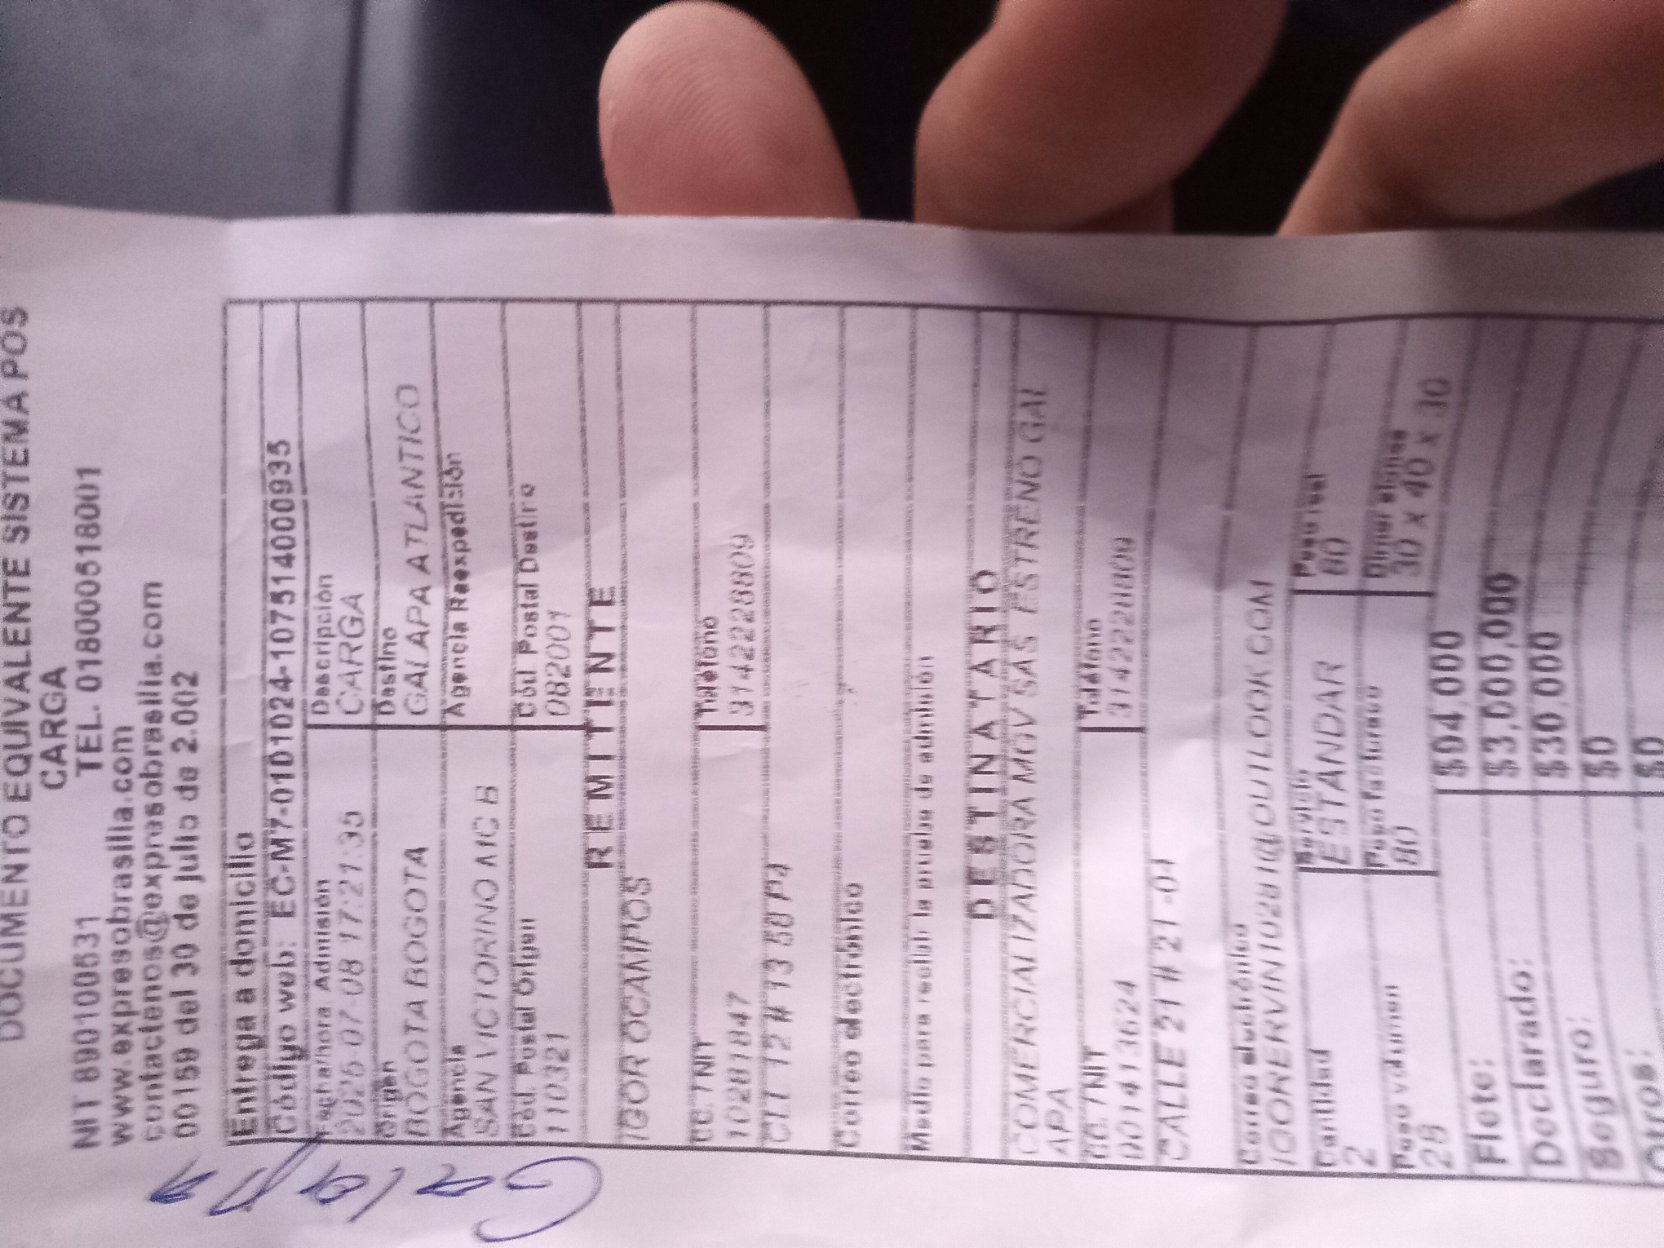 DOCUMENTO EQUIVALENTE SISTEMA POS
CARGA
NIT 890100531 TEL. 018000518001
www.expresobrasilia.com
contactenos@expresobrasilia.com
00159 del 30 de julio de 2.002
Galapa
Entrega a domicilio
Código web: EC-M7-0101024-1075514000935
Fecha/hora Admisión Descripción
2025-07-08 17:21:35 CARGA
Origen Destino
BOGOTA BOGOTA GALAPA ATLANTICO
Agencia Agencia Reexpedición
SAN VICTORINO MC B
Cód. Postal Origen Cód. Postal Destino
110321 082001
REMITENTE
IGOR OCAMPOS
CC./NIT Teléfono
10281847 3142228809
CLL 12 # 13 50 P4
Correo electrónico
Medio para recibir la prueba de admisión
DESTINATARIO
COMERCIALIZADORA MGV SAS ESTRENO GAL
APA
CC./NIT Teléfono
901413624 3142228809
CALLE 21 # 21 -04
Correo electrónico
IGORERVIN10281@OUTLOOK.COM
Cantidad Servicio Peso real
2 ESTANDAR 80
Peso volumen Peso facturado Dimensiones
29 80 30 x 40 x 30
Flete: $94,000
Declarado: $3,000,000
Seguro: $30,000
Otros: $0
$0